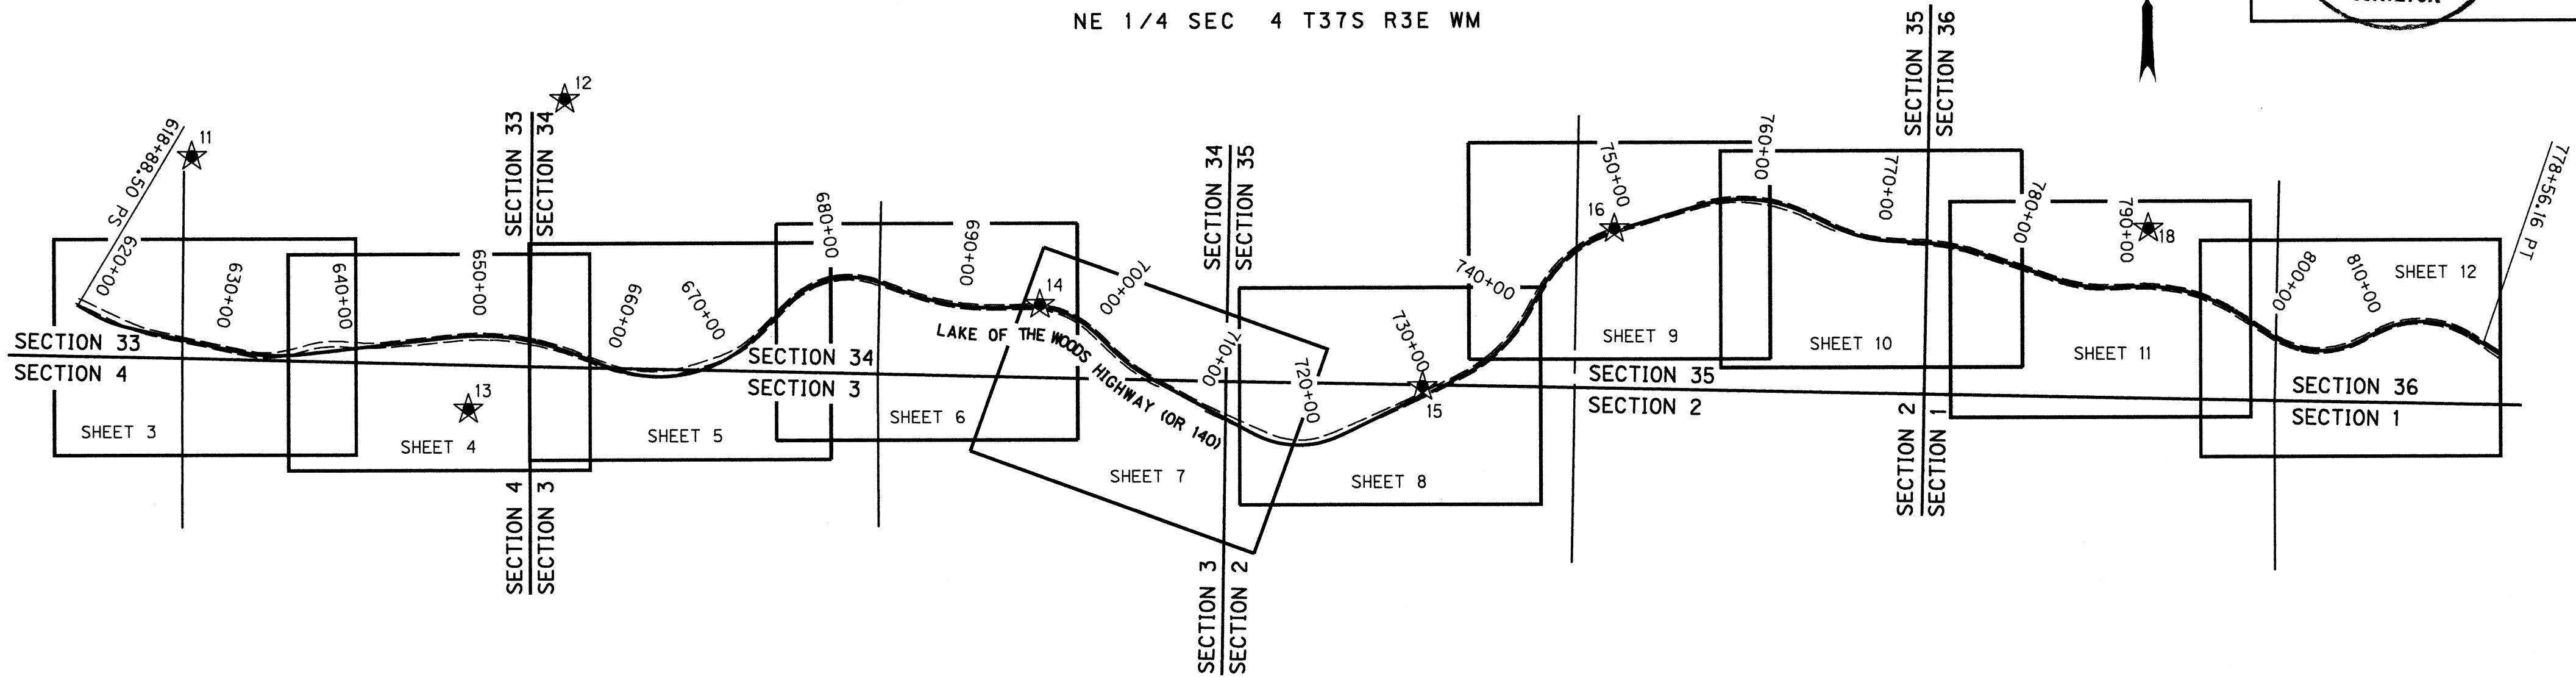 NE 1/4 SEC 4 T37S R3E WM
618+88.50 PS
11
12
SECTION 33
SECTION 34
620+00
630+00
640+00
650+00
660+00
670+00
680+00
690+00
700+00
710+00
720+00
730+00
740+00
750+00
760+00
770+00
780+00
790+00
800+00
810+00
778+56.16 PT
SECTION 34
SECTION 35
SECTION 35
SECTION 36
13
14
15
16
18
SECTION 33
SECTION 4
SECTION 34
SECTION 3
SECTION 35
SECTION 2
SECTION 36
SECTION 1
LAKE OF THE WOODS HIGHWAY (OR 140)
SHEET 3
SHEET 4
SHEET 5
SHEET 6
SHEET 7
SHEET 8
SHEET 9
SHEET 10
SHEET 11
SHEET 12
SECTION 4
SECTION 3
SECTION 3
SECTION 2
SECTION 2
SECTION 1